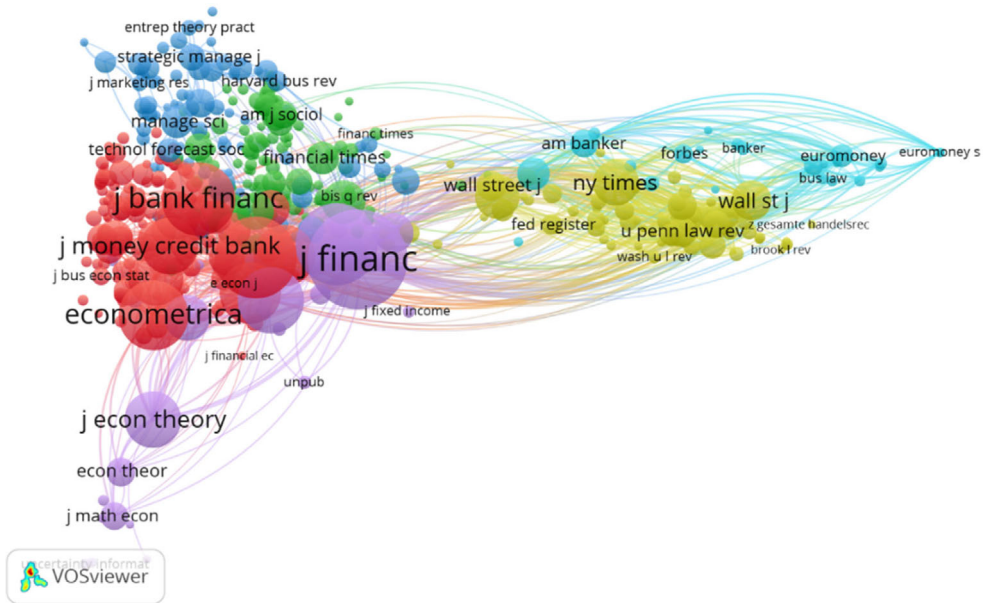 entrep theory pract
strategic manage j
j marketing res
harvard bus rev
manage sci
am j sociol
financ times
technol forecast soc
financial times
am banker
forbes
banker
euromoney
euromoney s
bus law
j bank financ
bis q rev
wall street j
ny times
wall st j
fed register
u penn law rev
z gesamte handelsrec
j money credit bank
j financ
wash u l rev
brook l rev
j bus econ stat
e econ j
econometrica
j fixed income
j financial ec
unpub
j econ theory
econ theor
j math econ
uncertainty informat
VOSviewer